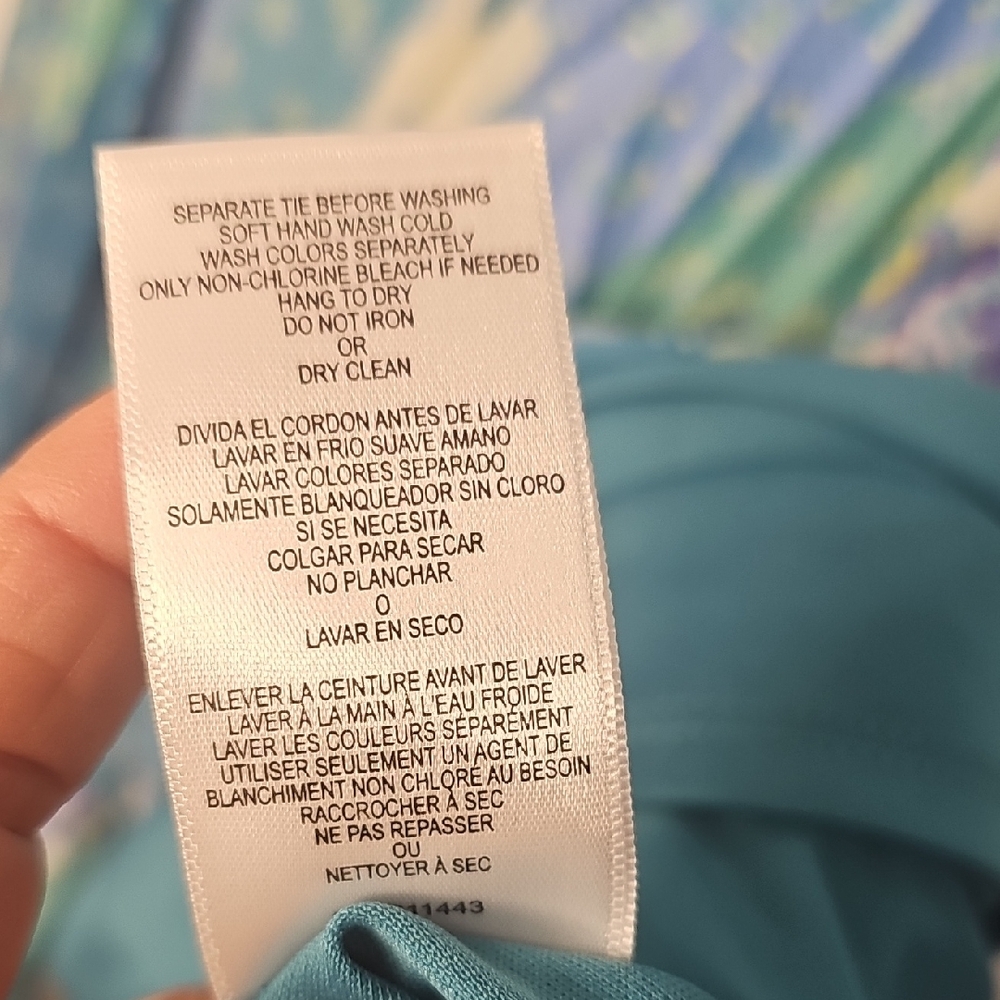 SEPARATE TIE BEFORE WASHING
SOFT HAND WASH COLD
WASH COLORS SEPARATELY
ONLY NON-CHLORINE BLEACH IF NEEDED
HANG TO DRY
DO NOT IRON
OR
DRY CLEAN
DIVIDA EL CORDON ANTES DE LAVAR
LAVAR EN FRIO SUAVE AMANO
LAVAR COLORES SEPARADO
SOLAMENTE BLANQUEADOR SIN CLORO
SI SE NECESITA
COLGAR PARA SECAR
NO PLANCHAR
O
LAVAR EN SECO
ENLEVER LA CEINTURE AVANT DE LAVER
LAVER À LA MAIN À L'EAU FROIDE
LAVER LES COULEURS SÉPARÉMENT
UTILISER SEULEMENT UN AGENT DE
BLANCHIMENT NON CHLORÉ AU BESOIN
RACCROCHER À SEC
NE PAS REPASSER
OU
NETTOYER À SEC
11443